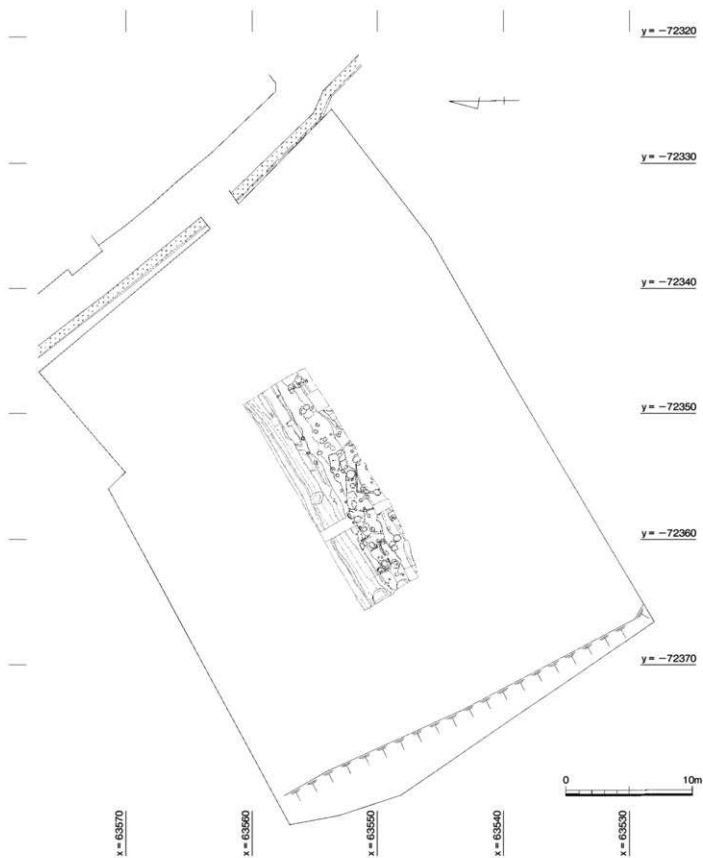 y = −72320
y = −72330
y = −72340
y = −72350
y = −72360
y = −72370
0 10m
x = 63570
x = 63560
x = 63550
x = 63540
x = 63530